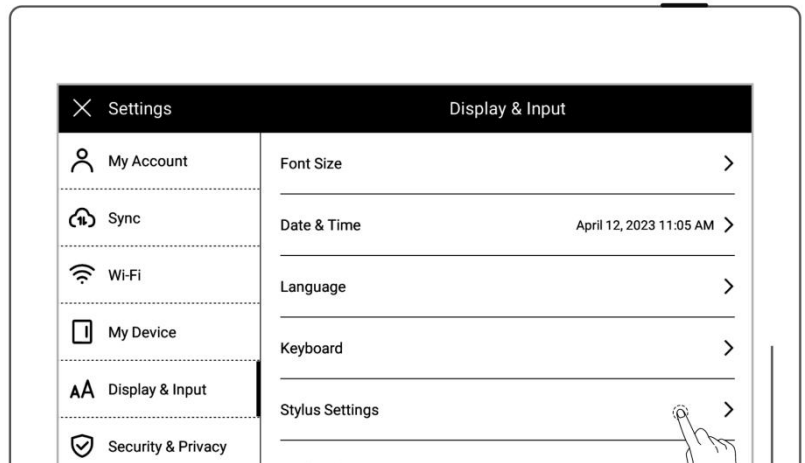 Settings
Display & Input
My Account
Sync
Wi-Fi
My Device
Display & Input
Security & Privacy
Font Size
Date & Time April 12, 2023 11:05 AM
Language
Keyboard
Stylus Settings